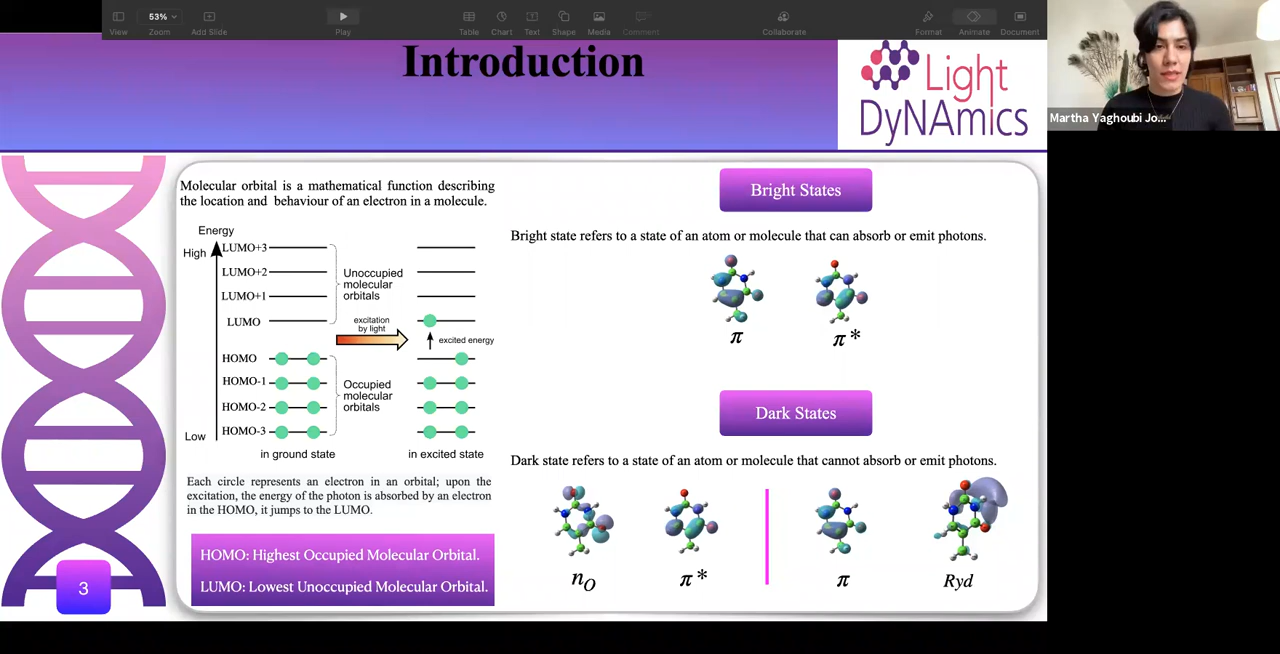 53%
View
Zoom
Add Slide
Play
Table
Chart
Text
Shape
Media
Comment
Collaborate
Format
Animate
Document
Introduction
Light
DyNAmics
Martha Yaghoubi Jo...
Molecular orbital is a mathematical function describing
the location and behaviour of an electron in a molecule.
Energy
High
LUMO+3
LUMO+2
LUMO+1
LUMO
HOMO
HOMO-1
HOMO-2
HOMO-3
Low
Unoccupied
molecular
orbitals
excitation
by light
excited energy
Occupied
molecular
orbitals
in ground state
in excited state
Each circle represents an electron in an orbital; upon the
excitation, the energy of the photon is absorbed by an electron
in the HOMO, it jumps to the LUMO.
HOMO: Highest Occupied Molecular Orbital.
LUMO: Lowest Unoccupied Molecular Orbital.
3
Bright States
Bright state refers to a state of an atom or molecule that can absorb or emit photons.
π
π*
Dark States
Dark state refers to a state of an atom or molecule that cannot absorb or emit photons.
nO
π*
π
Ryd